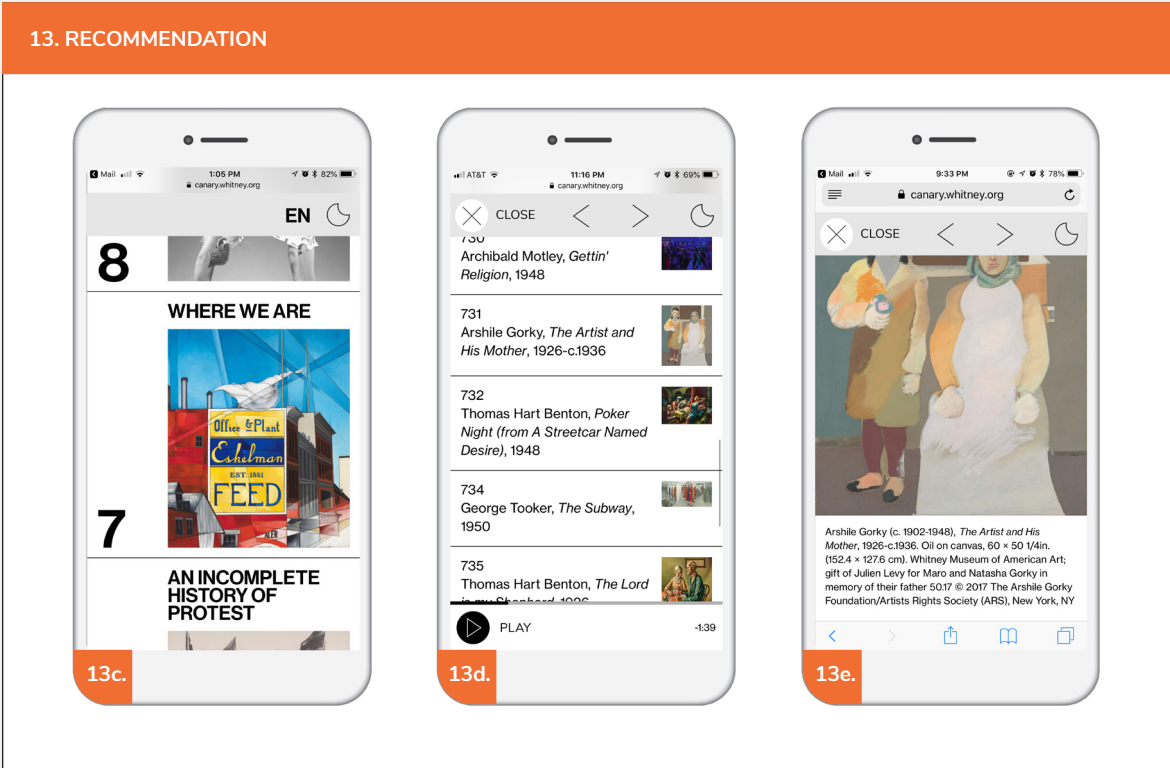 13. RECOMMENDATION
Mail 1:05 PM 82%
canary.whitney.org
EN
8
WHERE WE ARE
Office & Plant
Eshelman
EST. 1881
FEED
7
AN INCOMPLETE
HISTORY OF
PROTEST
13c.
AT&T 11:16 PM 69%
canary.whitney.org
CLOSE
730
Archibald Motley, Gettin'
Religion, 1948
731
Arshile Gorky, The Artist and
His Mother, 1926-c.1936
732
Thomas Hart Benton, Poker
Night (from A Streetcar Named
Desire), 1948
734
George Tooker, The Subway,
1950
735
Thomas Hart Benton, The Lord
is my Shepherd, 1926
PLAY -1:39
13d.
Mail 9:33 PM 78%
canary.whitney.org
CLOSE
Arshile Gorky (c. 1902-1948), The Artist and His
Mother, 1926-c.1936. Oil on canvas, 60 × 50 1/4in.
(152.4 × 127.6 cm). Whitney Museum of American Art;
gift of Julien Levy for Maro and Natasha Gorky in
memory of their father 50.17 © 2017 The Arshile Gorky
Foundation/Artists Rights Society (ARS), New York, NY
13e.